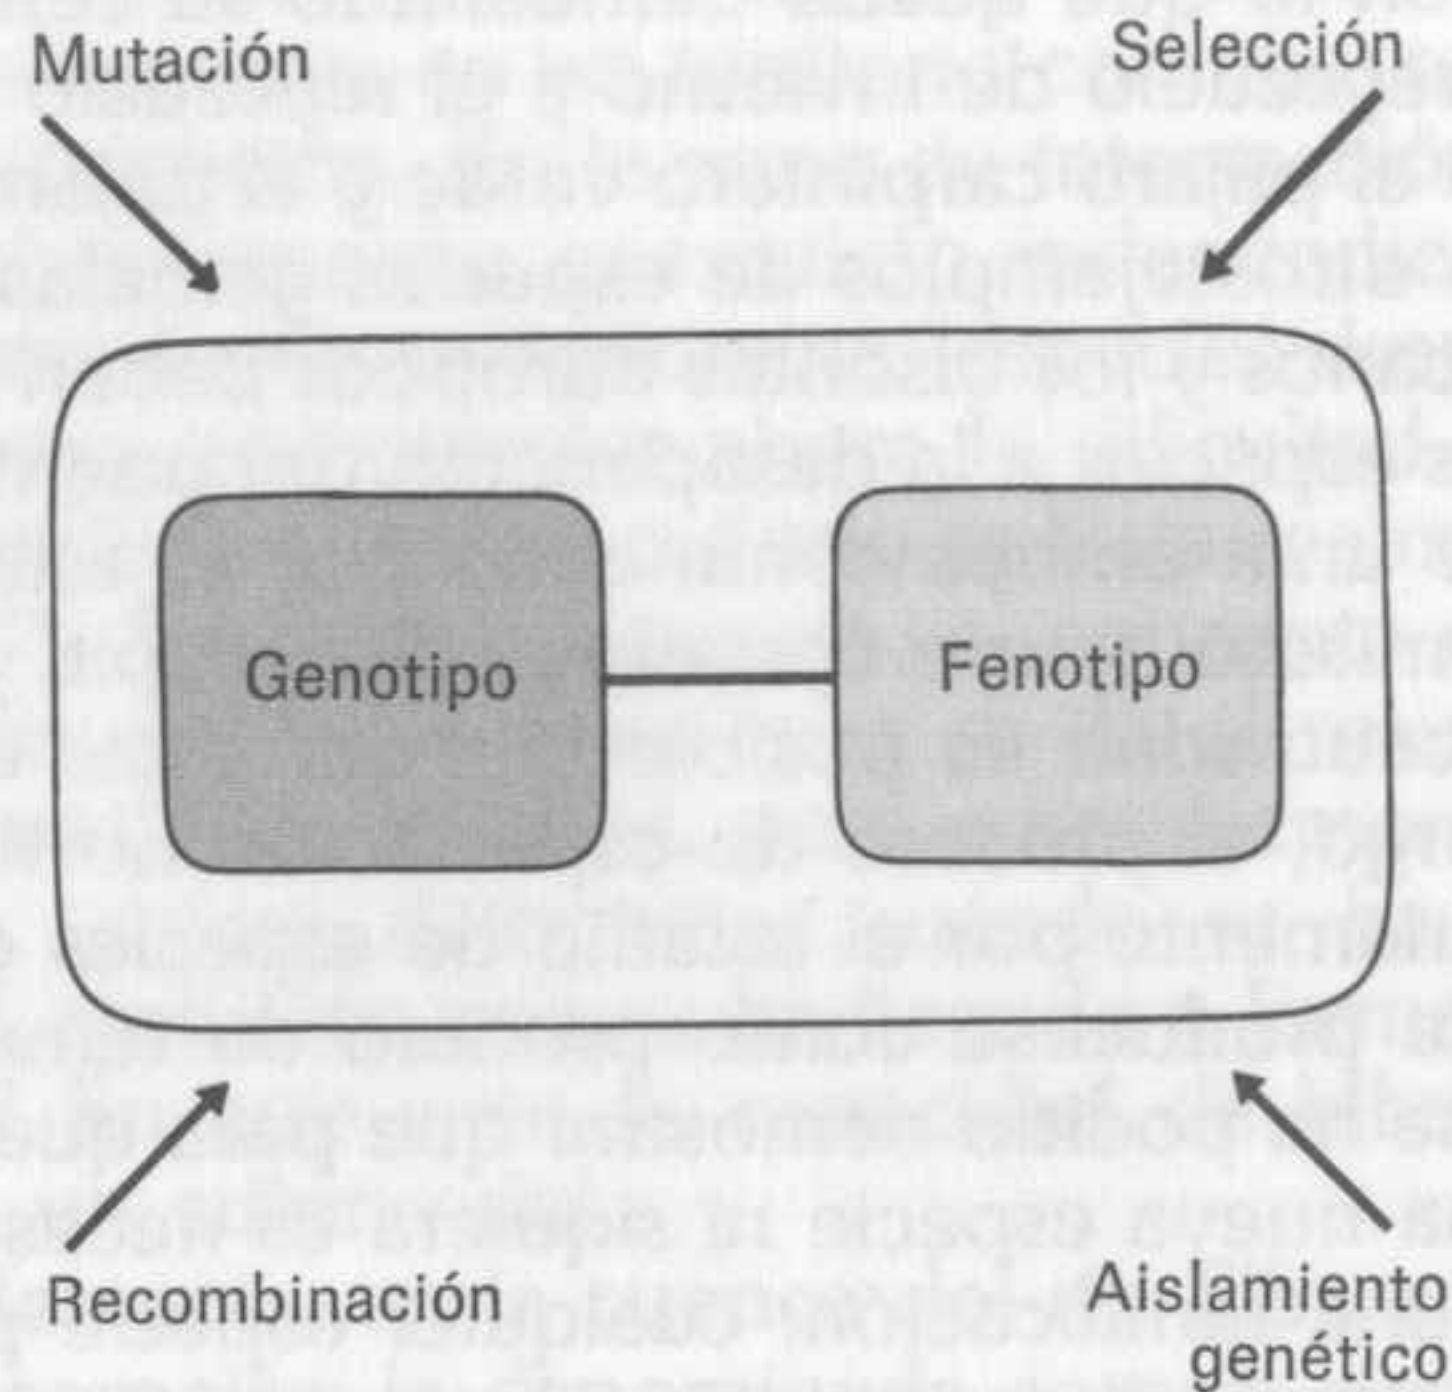 Mutación
Selección
Genotipo
Fenotipo
Recombinación
Aislamiento
genético